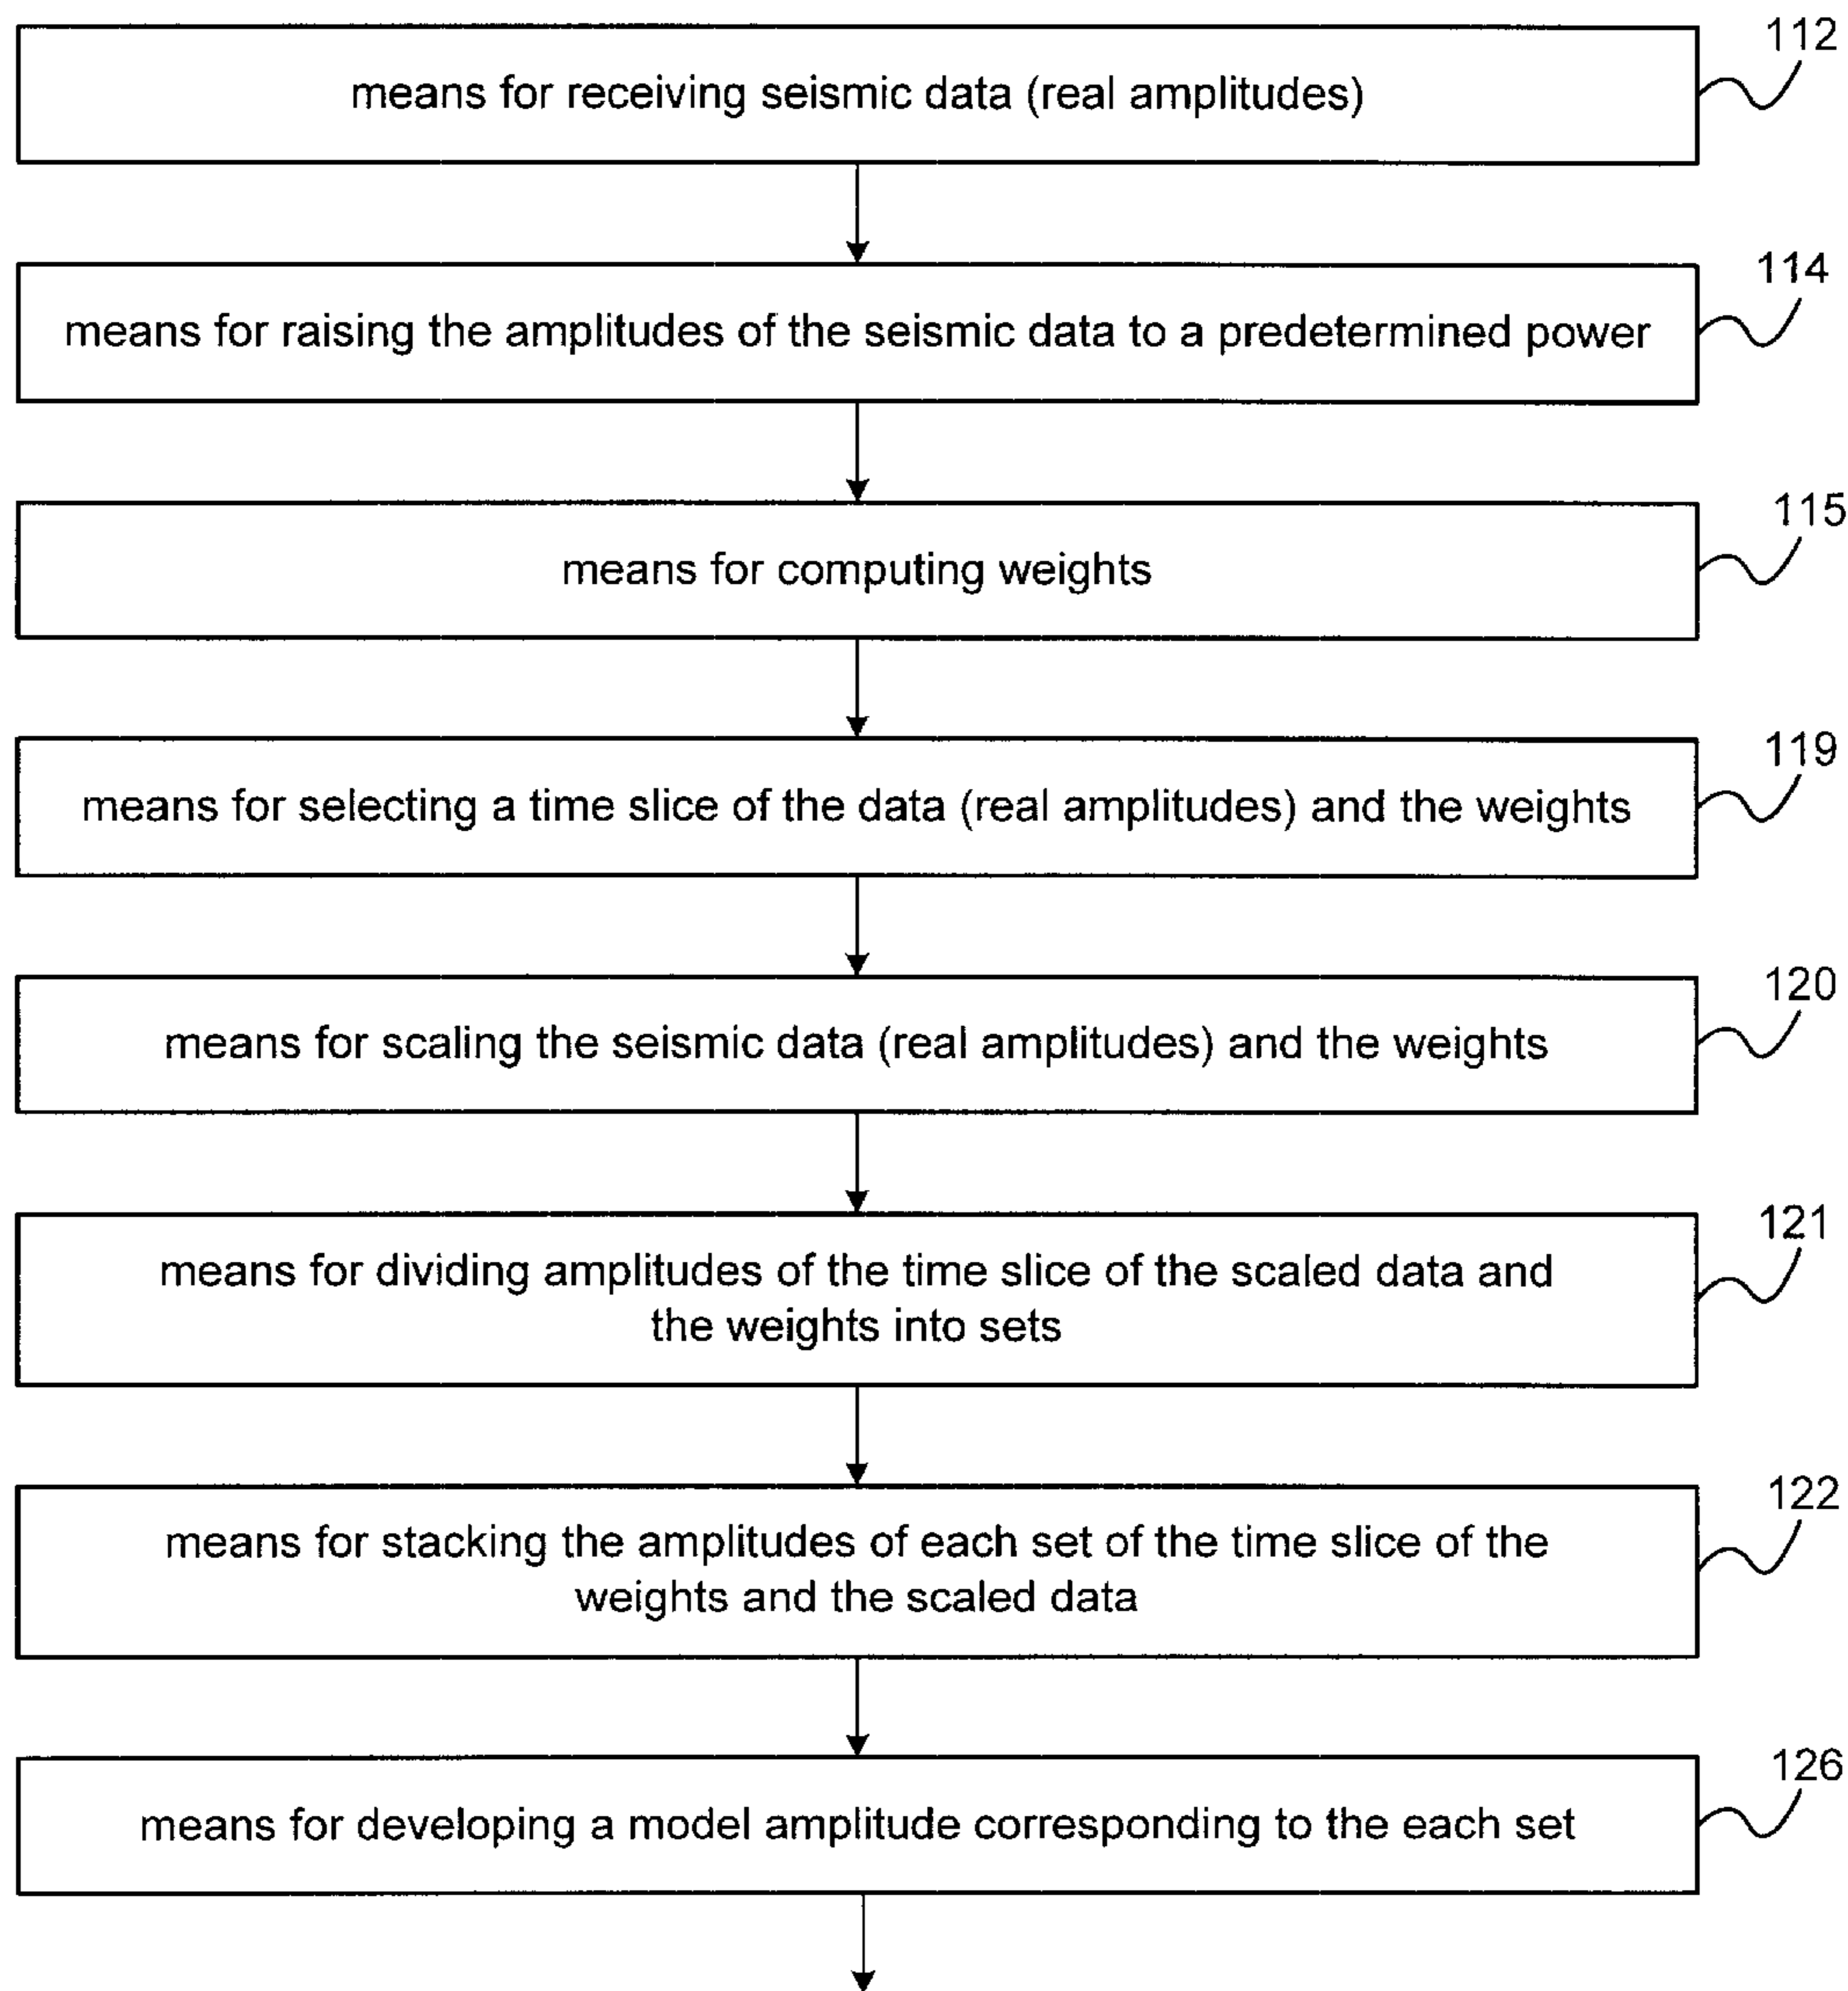 112
means for receiving seismic data (real amplitudes)
114
means for raising the amplitudes of the seismic data to a predetermined power
115
means for computing weights
119
means for selecting a time slice of the data (real amplitudes) and the weights
120
means for scaling the seismic data (real amplitudes) and the weights
121
means for dividing amplitudes of the time slice of the scaled data and
the weights into sets
122
means for stacking the amplitudes of each set of the time slice of the
weights and the scaled data
126
means for developing a model amplitude corresponding to the each set